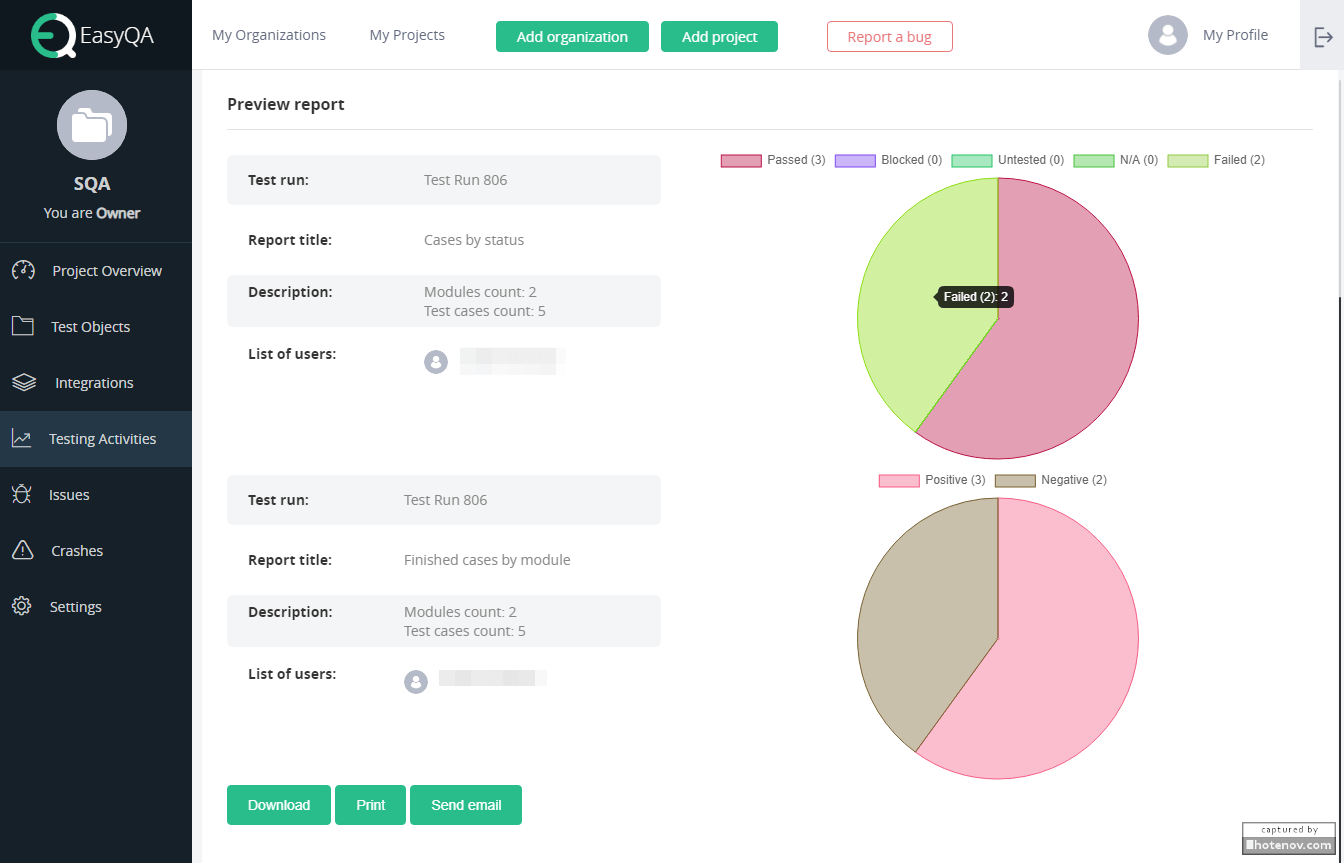 EasyQA
My Organizations
My Projects
Add organization
Add project
Report a bug
My Profile
SQA
You are Owner
Project Overview
Test Objects
Integrations
Testing Activities
Issues
Crashes
Settings
Preview report
Test run: Test Run 806
Report title: Cases by status
Description: Modules count: 2
Test cases count: 5
List of users:
Passed (3) Blocked (0) Untested (0) N/A (0) Failed (2)
Failed (2): 2
Test run: Test Run 806
Report title: Finished cases by module
Description: Modules count: 2
Test cases count: 5
List of users:
Positive (3) Negative (2)
Download
Print
Send email
captured by
hotenov.com